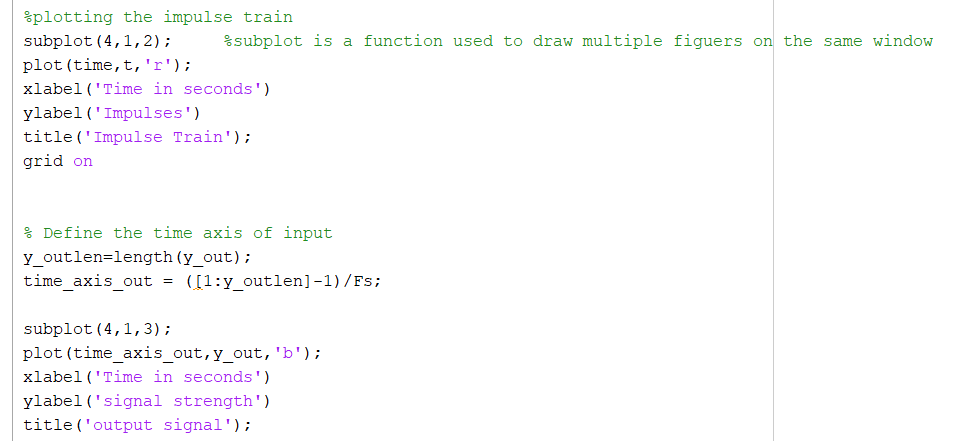 %plotting the impulse train
subplot(4,1,2);     %subplot is a function used to draw multiple figuers on the same window
plot(time,t,'r');
xlabel('Time in seconds')
ylabel('Impulses')
title('Impulse Train');
grid on
% Define the time axis of input
y_outlen=length(y_out);
time_axis_out = ([1:y_outlen]-1)/Fs;
subplot(4,1,3);
plot(time_axis_out,y_out,'b');
xlabel('Time in seconds')
ylabel('signal strength')
title('output signal');